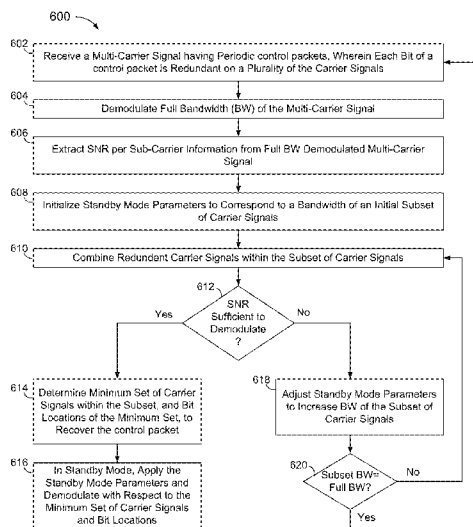 600
602
Receive a Multi-Carrier Signal having Periodic control packets, Wherein Each Bit of a
control packet is Redundant on a Plurality of the Carrier Signals
604
Demodulate Full Bandwidth (BW) of the Multi-Carrier Signal
606
Extract SNR per Sub-Carrier Information from Full BW Demodulated Multi-Carrier
Signal
608
Initialize Standby Mode Parameters to Correspond to a Bandwidth of an Initial Subset
of Carrier Signals
610
Combine Redundent Carrier Signals within the Subset of Carrier Signals
612
SNR
Sufficient to
Demodulate
?
Yes
No
614
Determine Minimum Set of Carrier
Signals within the Subset, and Bit
Locations of the Minimum Set, to
Recover the control packet
618
Adjust Standby Mode Parameters
to Increase BW of the Subset of
Carrier Signals
616
In Standby Mode, Apply the
Standby Mode Parameters and
Demodulate with Respect to the
Minimum Set of Carrier Signals
and Bit Locations
620
Subset BW=
Full BW?
No
Yes